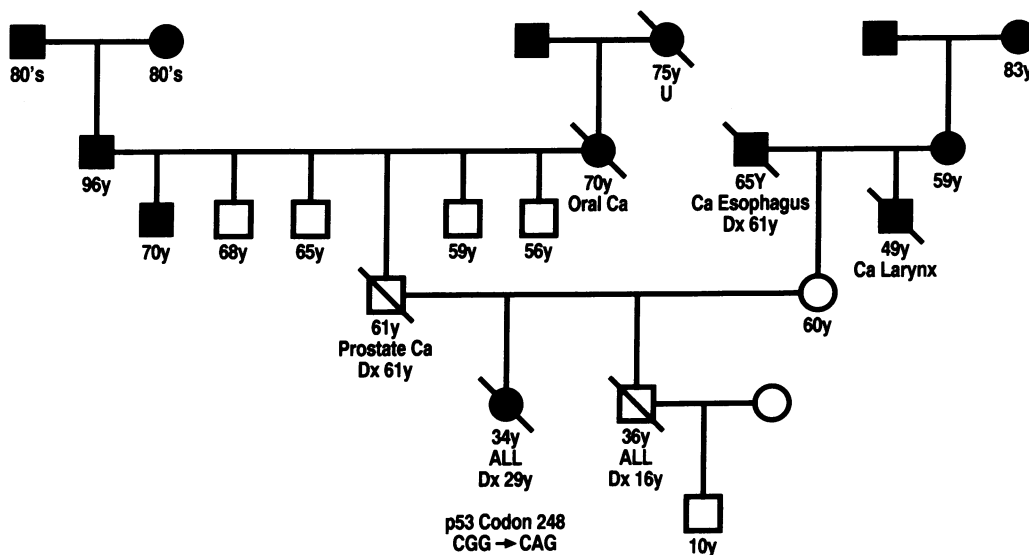 80's
80's
75y
U
83y
96y
70y
Oral Ca
65Y
Ca Esophagus
Dx 61y
59y
70y
68y
65y
59y
56y
49y
Ca Larynx
61y
Prostate Ca
Dx 61y
60y
34y
ALL
Dx 29y
36y
ALL
Dx 16y
p53 Codon 248
CGG → CAG
10y